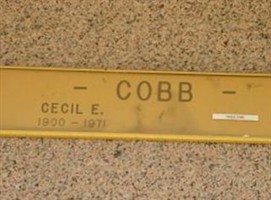 - COBB -
CECIL E.
1900 - 1971